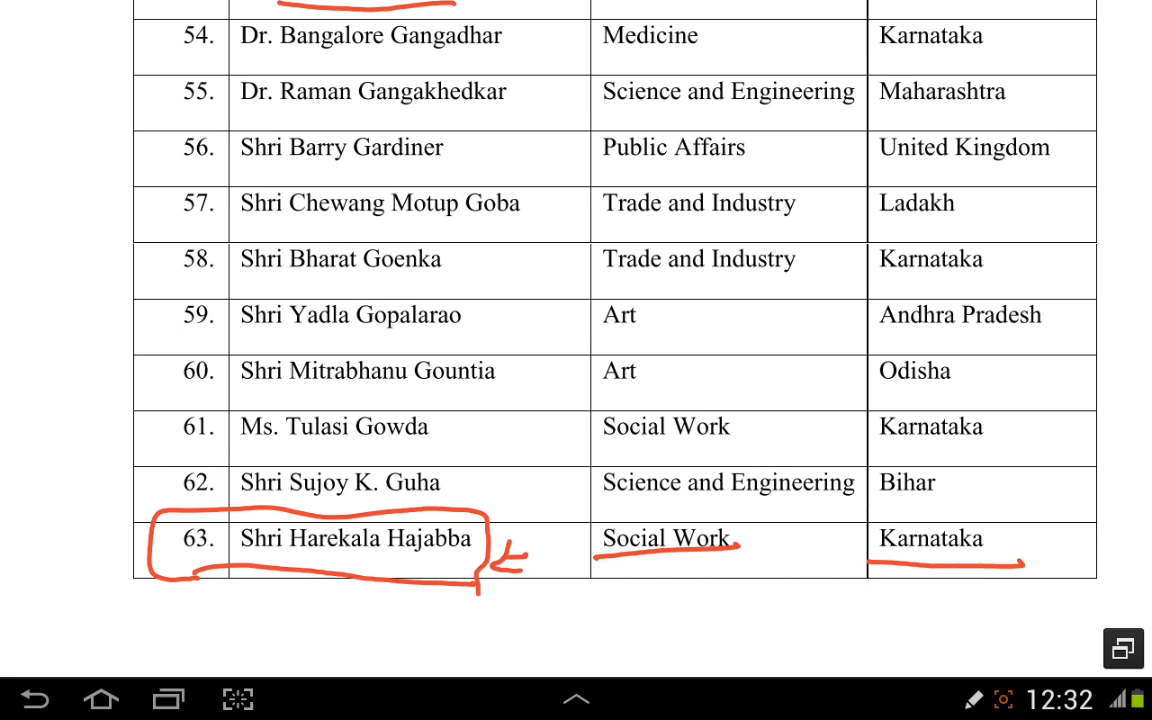 54. Dr. Bangalore Gangadhar Medicine Karnataka
55. Dr. Raman Gangakhedkar Science and Engineering Maharashtra
56. Shri Barry Gardiner Public Affairs United Kingdom
57. Shri Chewang Motup Goba Trade and Industry Ladakh
58. Shri Bharat Goenka Trade and Industry Karnataka
59. Shri Yadla Gopalarao Art Andhra Pradesh
60. Shri Mitrabhanu Gountia Art Odisha
61. Ms. Tulasi Gowda Social Work Karnataka
62. Shri Sujoy K. Guha Science and Engineering Bihar
63. Shri Harekala Hajabba Social Work Karnataka
12:32